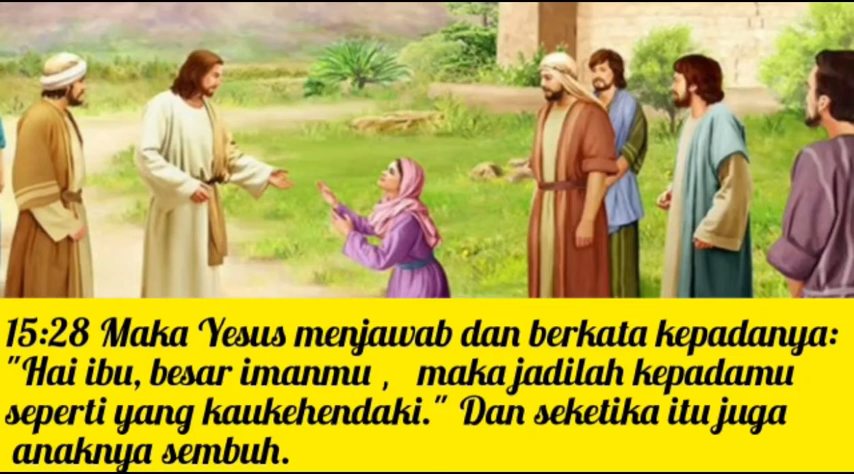 15:28 Maka Yesus menjawab dan berkata kepadanya:
"Hai ibu, besar imanmu , maka jadilah kepadamu
seperti yang kaukehendaki." Dan seketika itu juga
anaknya sembuh.